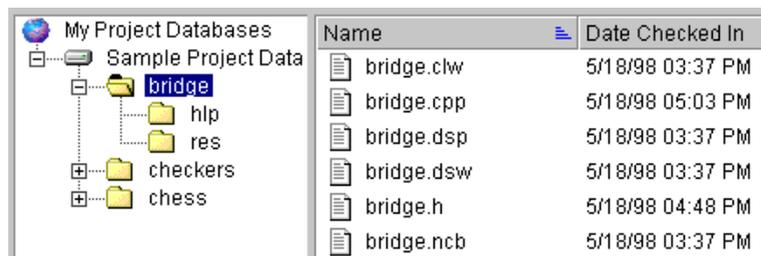 My Project Databases
Sample Project Data
bridge
hlp
res
checkers
chess
Name Date Checked In
bridge.clw 5/18/98 03:37 PM
bridge.cpp 5/18/98 05:03 PM
bridge.dsp 5/18/98 03:37 PM
bridge.dsw 5/18/98 03:37 PM
bridge.h 5/18/98 04:48 PM
bridge.ncb 5/18/98 03:37 PM